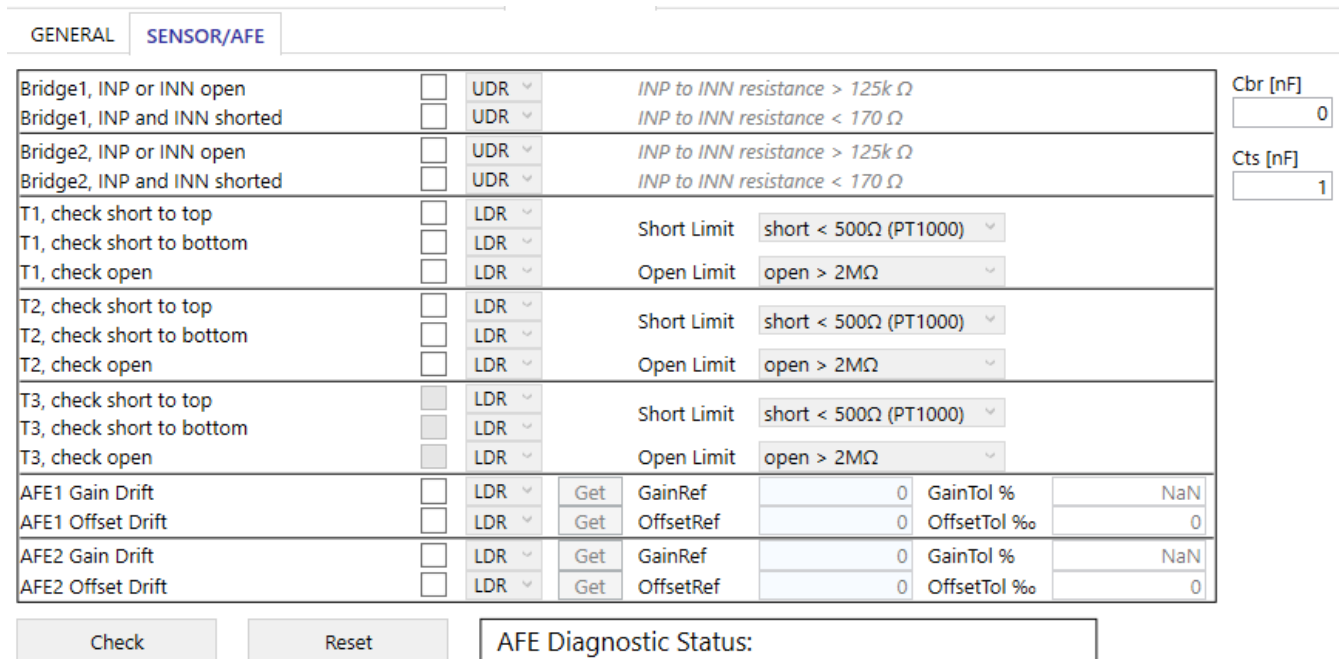 GENERAL SENSOR/AFE
Bridge1, INP or INN open UDR INP to INN resistance > 125k Ω Cbr [nF]
Bridge1, INP and INN shorted UDR INP to INN resistance < 170 Ω 0
Bridge2, INP or INN open UDR INP to INN resistance > 125k Ω Cts [nF]
Bridge2, INP and INN shorted UDR INP to INN resistance < 170 Ω 1
T1, check short to top LDR
Short Limit short < 500Ω (PT1000)
T1, check short to bottom LDR
T1, check open LDR Open Limit open > 2MΩ
T2, check short to top LDR
Short Limit short < 500Ω (PT1000)
T2, check short to bottom LDR
T2, check open LDR Open Limit open > 2MΩ
T3, check short to top LDR
Short Limit short < 500Ω (PT1000)
T3, check short to bottom LDR
T3, check open LDR Open Limit open > 2MΩ
AFE1 Gain Drift LDR Get GainRef 0 GainTol % NaN
AFE1 Offset Drift LDR Get OffsetRef 0 OffsetTol ‰ 0
AFE2 Gain Drift LDR Get GainRef 0 GainTol % NaN
AFE2 Offset Drift LDR Get OffsetRef 0 OffsetTol ‰ 0
Check Reset AFE Diagnostic Status: